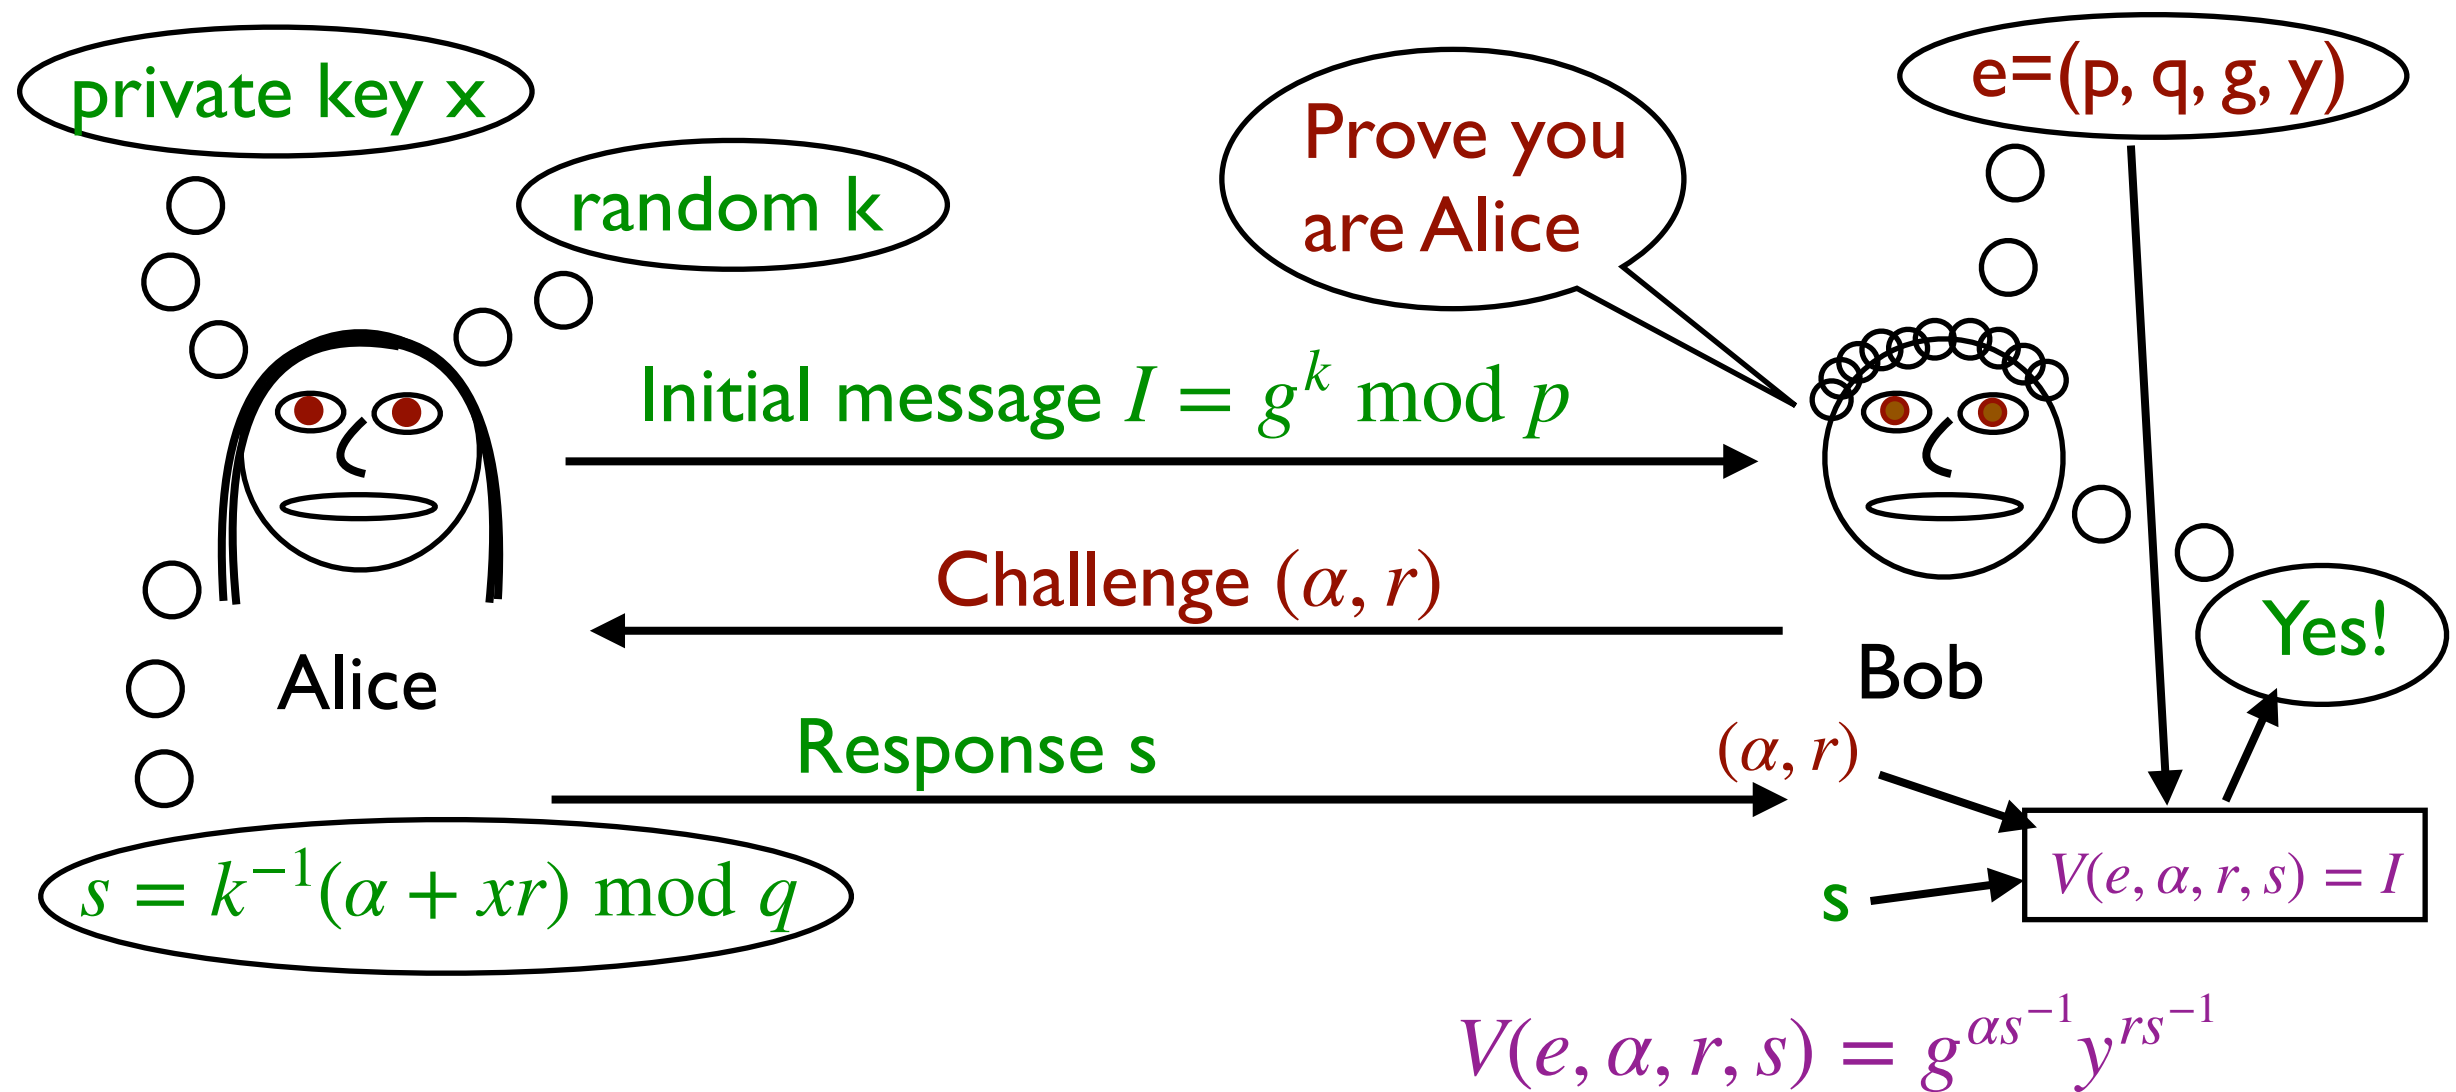 private key x
random k
Prove you
are Alice
e=(p, q, g, y)
Initial message I = g^k mod p
Challenge (α, r)
Alice
Bob
Yes!
Response s
(α, r)
s = k^{-1}(α + xr) mod q
s
V(e, α, r, s) = I
V(e, α, r, s) = g^{αs^{-1}} y^{rs^{-1}}